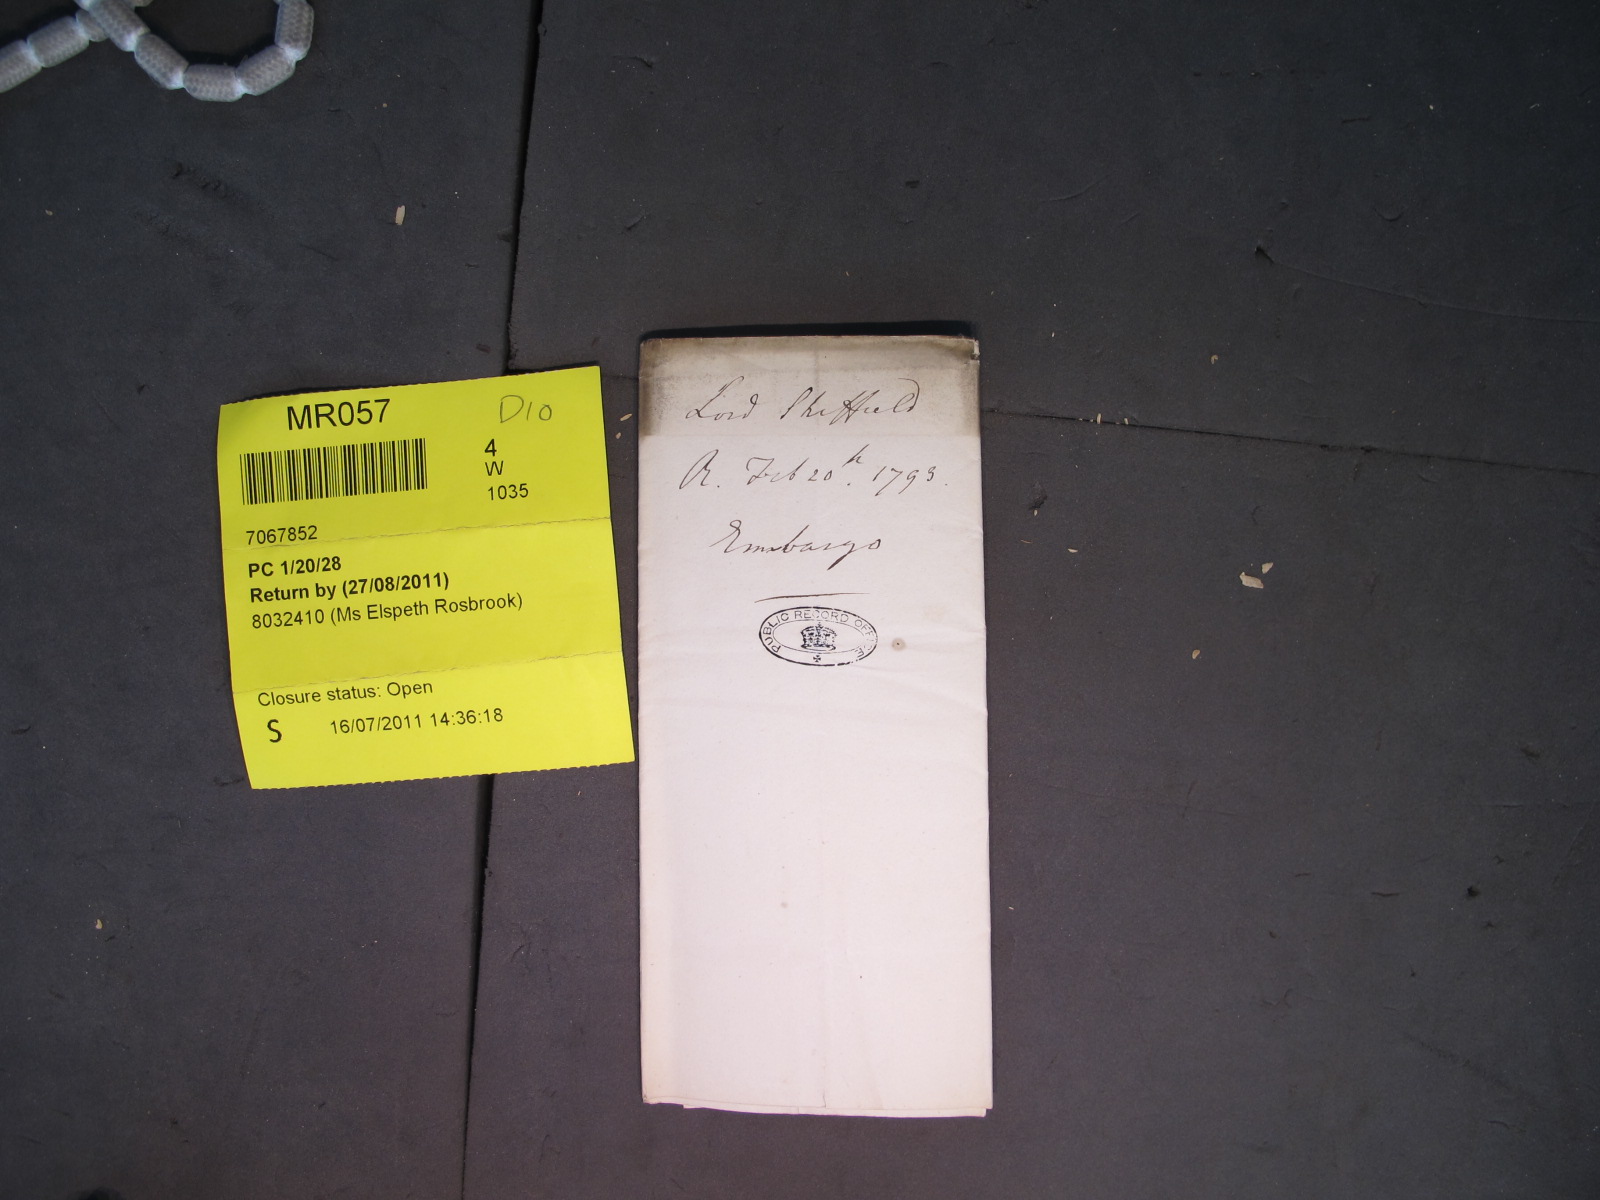 MR057
D10
4
W
1035
7067852
PC 1/20/28
Return by (27/08/2011)
8032410 (Ms Elspeth Rosbrook)
Closure status: Open
S
16/07/2011 14:36:18
Lord Sheffield
R. Feb 20th. 1793.
Embargo
PUBLIC RECORD OFFICE